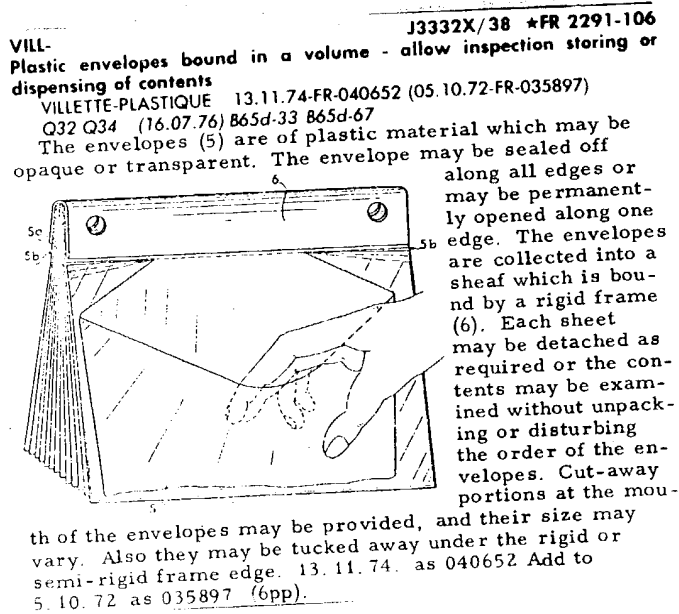 J3332X/38 ★FR 2291-106
VILL-
Plastic envelopes bound in a volume - allow inspection storing or
dispensing of contents
VILLETTE-PLASTIQUE 13.11.74-FR-040652 (05.10.72-FR-035897)
Q32 Q34 (16.07.76) B65d-33 B65d-67
The envelopes (5) are of plastic material which may be
opaque or transparent. The envelope may be sealed off
along all edges or
may be permanent-
ly opened along one
edge. The envelopes
are collected into a
sheaf which is bou-
nd by a rigid frame
(6). Each sheet
may be detached as
required or the con-
tents may be exam-
ined without unpack-
ing or disturbing
the order of the en-
velopes. Cut-away
portions at the mou-
th of the envelopes may be provided, and their size may
vary. Also they may be tucked away under the rigid or
semi-rigid frame edge. 13.11.74. as 040652 Add to
5.10.72 as 035897 (6pp).
6
5a
5b
5b
5